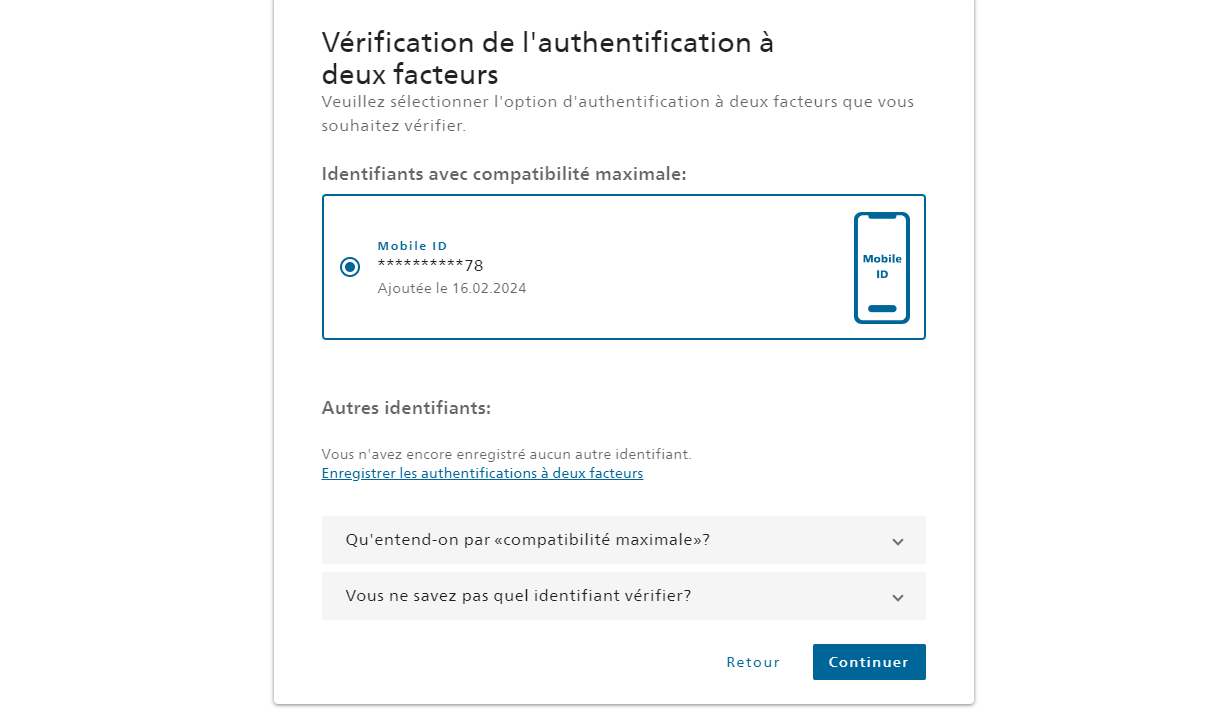 Vérification de l'authentification à
deux facteurs
Veuillez sélectionner l'option d'authentification à deux facteurs que vous
souhaitez vérifier.
Identifiants avec compatibilité maximale:
Mobile ID
**********78
Ajoutée le 16.02.2024
Mobile
ID
Autres identifiants:
Vous n'avez encore enregistré aucun autre identifiant.
Enregistrer les authentifications à deux facteurs
Qu'entend-on par «compatibilité maximale»?
Vous ne savez pas quel identifiant vérifier?
Retour
Continuer